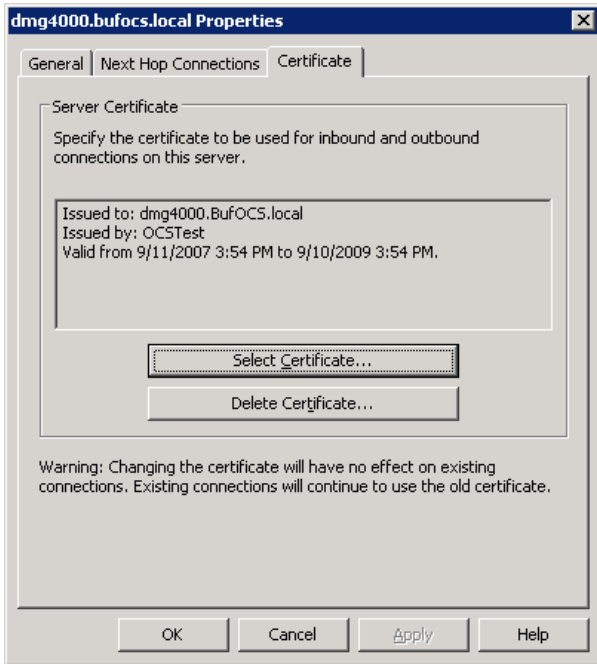 dmg4000.bufocs.local Properties
General
Next Hop Connections
Certificate
Server Certificate
Specify the certificate to be used for inbound and outbound
connections on this server.
Issued to: dmg4000.BufOCS.local
Issued by: OCSTest
Valid from 9/11/2007 3:54 PM to 9/10/2009 3:54 PM.
Select Certificate...
Delete Certificate...
Warning: Changing the certificate will have no effect on existing
connections. Existing connections will continue to use the old certificate.
OK
Cancel
Apply
Help